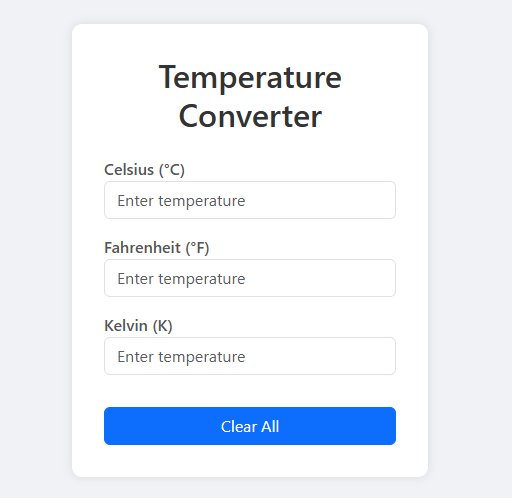 Temperature
Converter
Celsius (°C)
Enter temperature
Fahrenheit (°F)
Enter temperature
Kelvin (K)
Enter temperature
Clear All